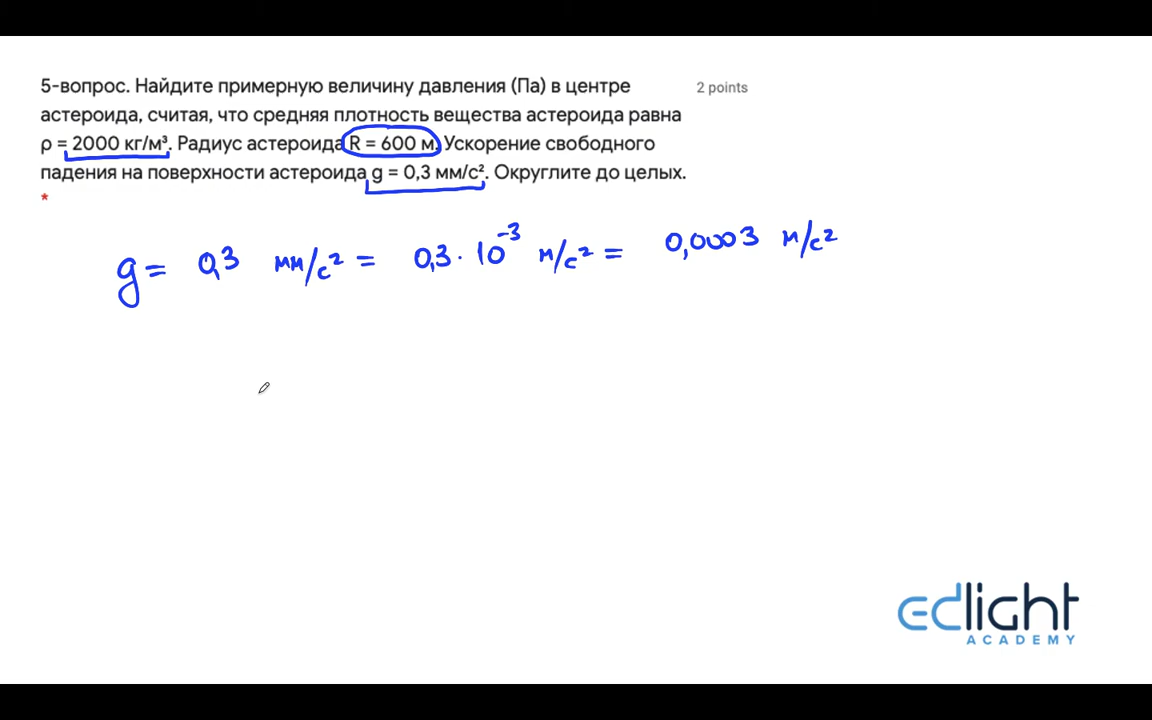 5-вопрос. Найдите примерную величину давления (Па) в центре 2 points
астероида, считая, что средняя плотность вещества астероида равна
ρ = 2000 кг/м³. Радиус астероида R = 600 м. Ускорение свободного
падения на поверхности астероида g = 0,3 мм/с². Округлите до целых.
*
g = 0,3 мм/с² = 0,3 · 10⁻³ м/с² = 0,0003 м/с²
edlight
ACADEMY